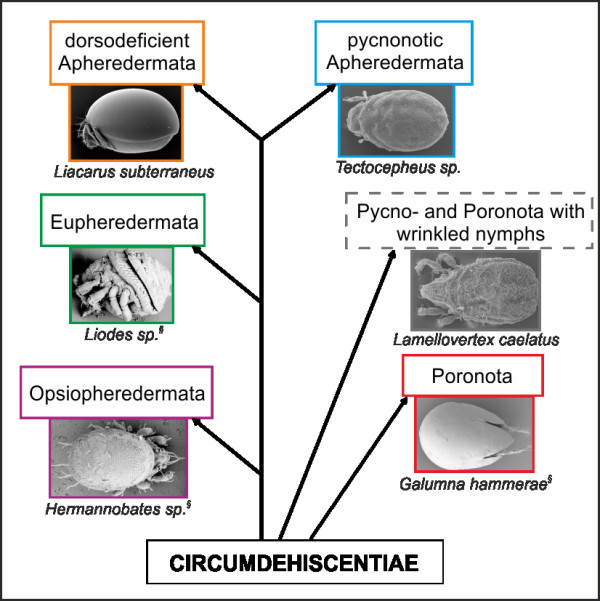 dorsodeficient
Apheredermata
Liacarus subterraneus
pycnonotic
Apheredermata
Tectocepheus sp.
Eupheredermata
Liodes sp.§
Pycno- and Poronota with
wrinkled nymphs
Lamellovertex caelatus
Opsiopheredermata
Hermannobates sp.§
Poronota
Galumna hammerae§
CIRCUMDEHISCENTIAE